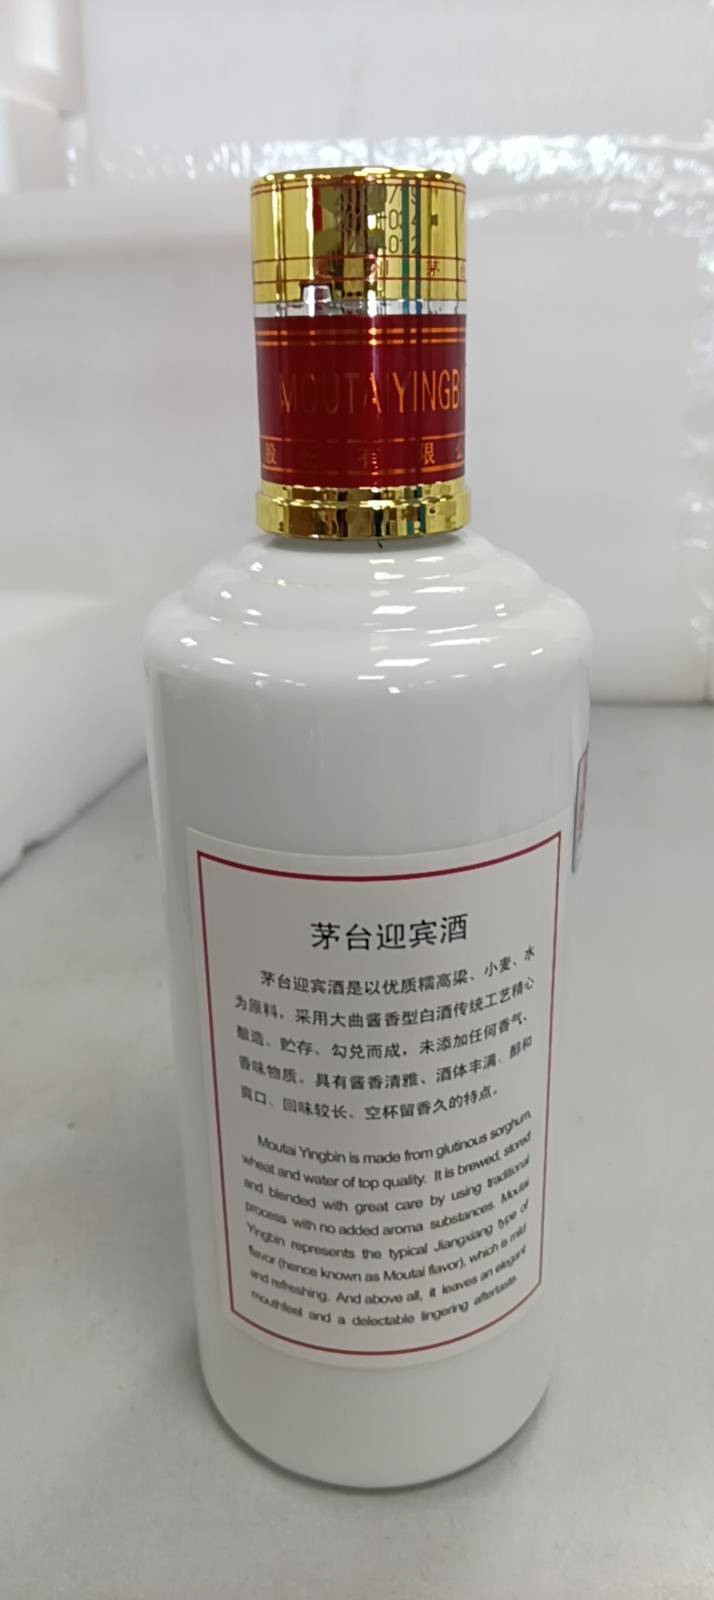 MOUTAI YINGB
股份有限公
茅台迎宾酒
茅台迎宾酒是以优质糯高粱、小麦、水
为原料，采用大曲酱香型白酒传统工艺精心
酿造、贮存、勾兑而成，未添加任何香气、
香味物质。具有酱香清雅、酒体丰满、醇和
爽口、回味较长、空杯留香久的特点。
Moutai Yingbin is made from glutinous sorghum,
wheat and water of top quality. It is brewed, stored
and blended with great care by using traditional
process with no added aroma substances. Moutai
Yingbin represents the typical Jiangxiang type of
flavor (hence known as Moutai flavor), which is mild
and refreshing. And above all, it leaves an elegant
mouthfeel and a delectable lingering aftertaste.